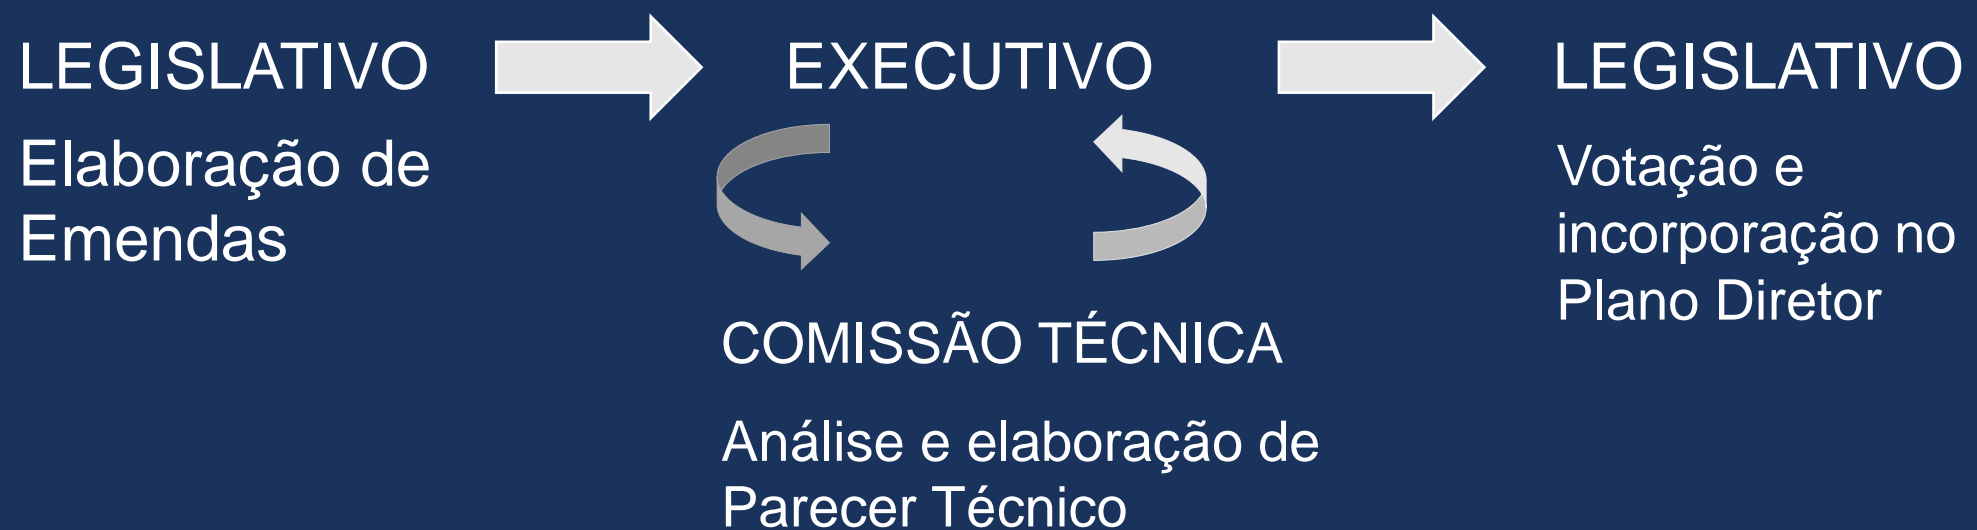 LEGISLATIVO
Elaboração de
Emendas
EXECUTIVO
COMISSÃO TÉCNICA
Análise e elaboração de
Parecer Técnico
LEGISLATIVO
Votação e
incorporação no
Plano Diretor